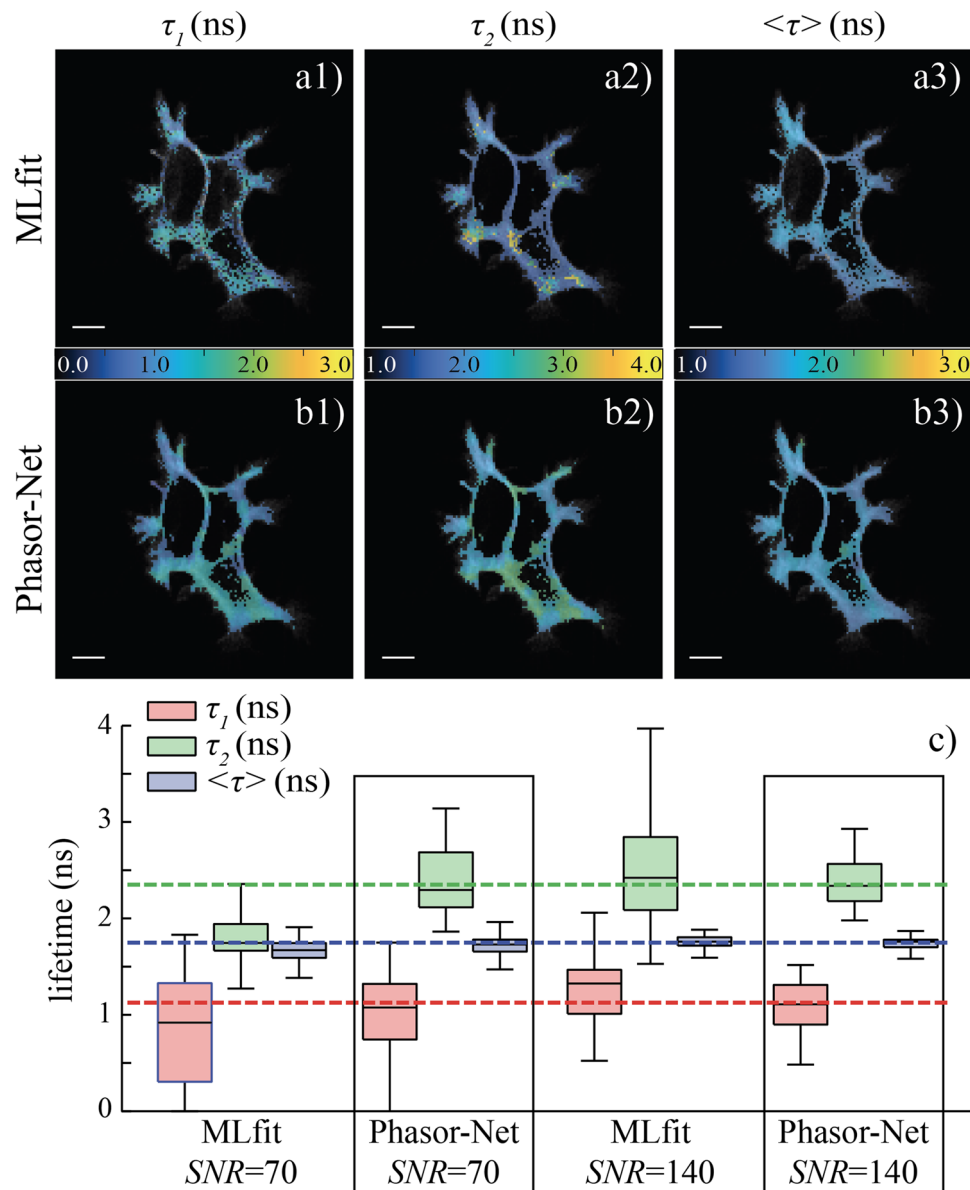 τ1 (ns)
τ2 (ns)
<τ> (ns)
MLfit
a1)
a2)
a3)
0.0 1.0 2.0 3.0
1.0 2.0 3.0 4.0
1.0 2.0 3.0
Phasor-Net
b1)
b2)
b3)
c)
τ1 (ns)
τ2 (ns)
<τ> (ns)
lifetime (ns)
4
3
2
1
0
MLfit
SNR=70
Phasor-Net
SNR=70
MLfit
SNR=140
Phasor-Net
SNR=140